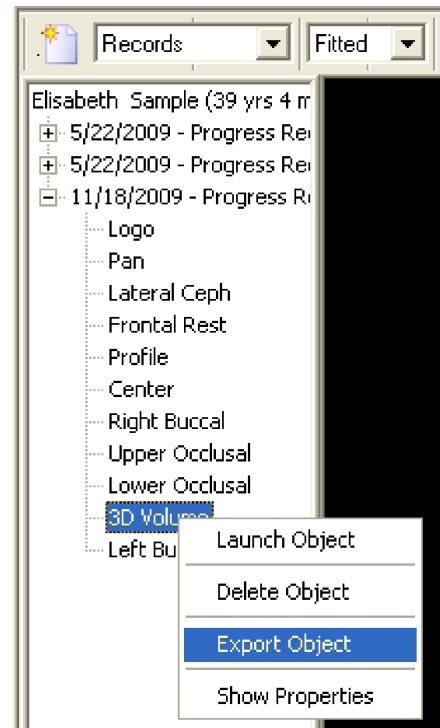 Records
Fitted
Elisabeth Sample (39 yrs 4 m
5/22/2009 - Progress Re
5/22/2009 - Progress Re
11/18/2009 - Progress R
Logo
Pan
Lateral Ceph
Frontal Rest
Profile
Center
Right Buccal
Upper Occlusal
Lower Occlusal
3D Volume
Left Bu
Launch Object
Delete Object
Export Object
Show Properties